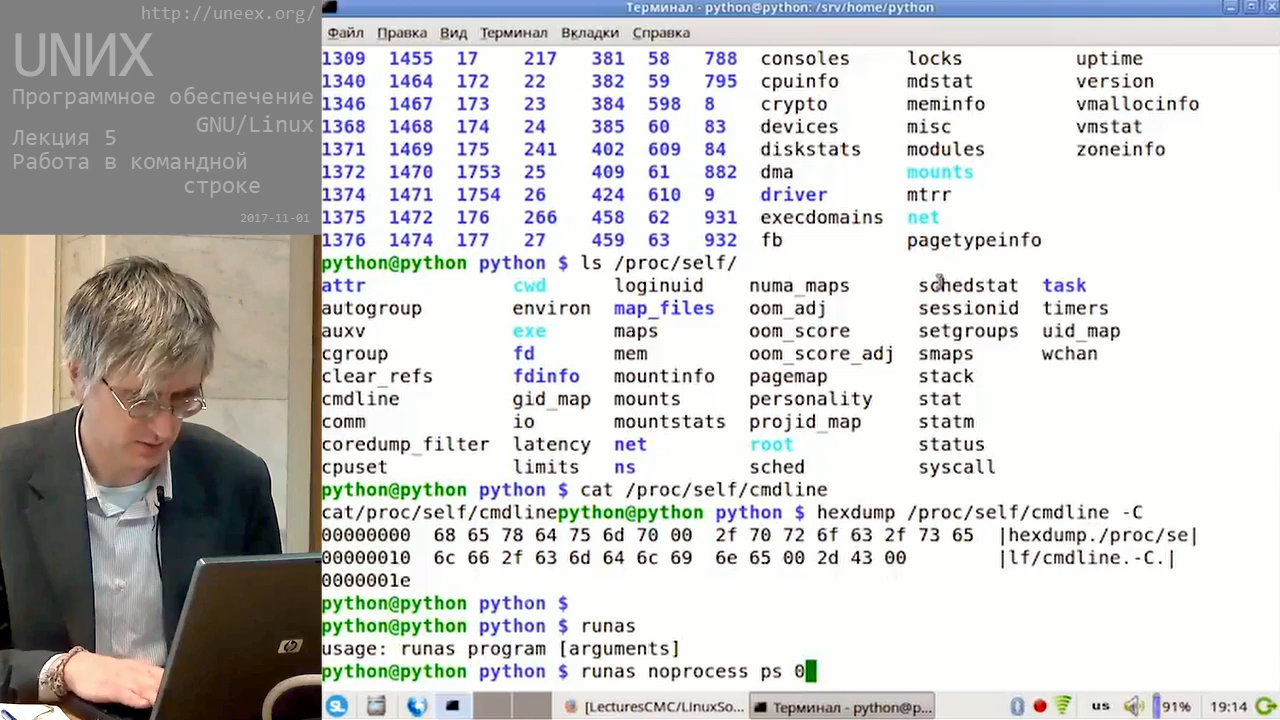 http://uneex.org/
UNИX
Программное обеспечение
GNU/Linux
Лекция 5
Работа в командной
строке
2017-11-01
Терминал - python@python: /srv/home/python
Файл Правка Вид Терминал Вкладки Справка
1309 1455 17 217 381 58 788 consoles locks uptime
1340 1464 172 22 382 59 795 cpuinfo mdstat version
1346 1467 173 23 384 598 8 crypto meminfo vmallocinfo
1368 1468 174 24 385 60 83 devices misc vmstat
1371 1469 175 241 402 609 84 diskstats modules zoneinfo
1372 1470 1753 25 409 61 882 dma mounts
1374 1471 1754 26 424 610 9 driver mtrr
1375 1472 176 266 458 62 931 execdomains net
1376 1474 177 27 459 63 932 fb pagetypeinfo
python@python python $ ls /proc/self/
attr cwd loginuid numa_maps schedstat task
autogroup environ map_files oom_adj sessionid timers
auxv exe maps oom_score setgroups uid_map
cgroup fd mem oom_score_adj smaps wchan
clear_refs fdinfo mountinfo pagemap stack
cmdline gid_map mounts personality stat
comm io mountstats projid_map statm
coredump_filter latency net root status
cpuset limits ns sched syscall
python@python python $ cat /proc/self/cmdline
cat/proc/self/cmdlinepython@python python $ hexdump /proc/self/cmdline -C
00000000 68 65 78 64 75 6d 70 00 2f 70 72 6f 63 2f 73 65 |hexdump./proc/se|
00000010 6c 66 2f 63 6d 64 6c 69 6e 65 00 2d 43 00 |lf/cmdline.-C.|
0000001e
python@python python $
python@python python $ runas
usage: runas program [arguments]
python@python python $ runas noprocess ps 0
[LecturesCMC/LinuxSo... Терминал - python@p... us 91% 19:14